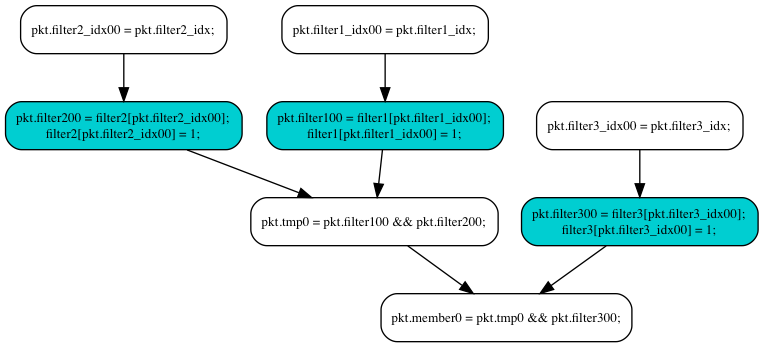 pkt.filter2_idx00 = pkt.filter2_idx;
pkt.filter1_idx00 = pkt.filter1_idx;
pkt.filter200 = filter2[pkt.filter2_idx00];
filter2[pkt.filter2_idx00] = 1;
pkt.filter100 = filter1[pkt.filter1_idx00];
filter1[pkt.filter1_idx00] = 1;
pkt.filter3_idx00 = pkt.filter3_idx;
pkt.tmp0 = pkt.filter100 && pkt.filter200;
pkt.filter300 = filter3[pkt.filter3_idx00];
filter3[pkt.filter3_idx00] = 1;
pkt.member0 = pkt.tmp0 && pkt.filter300;